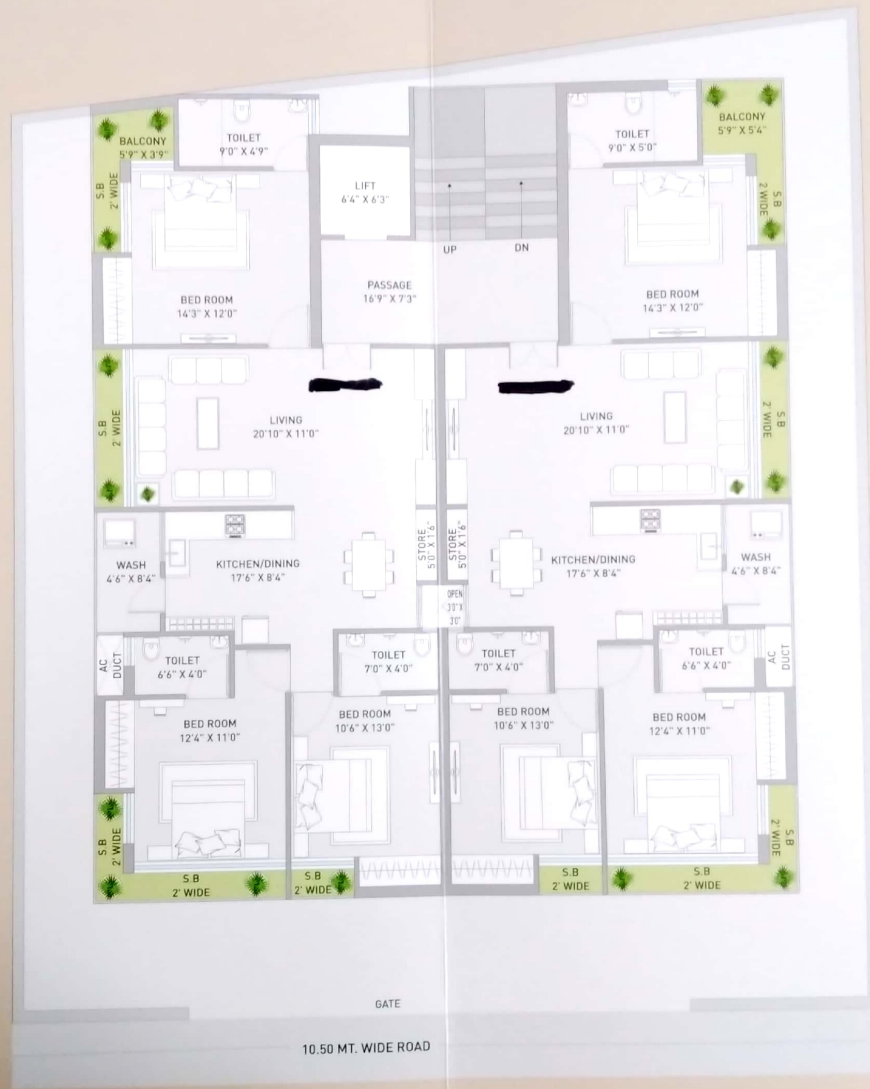 BALCONY
5'9" X 3'9"
S.B
2' WIDE
TOILET
9'0" X 4'9"
LIFT
6'4" X 6'3"
UP
DN
TOILET
9'0" X 5'0"
BALCONY
5'9" X 5'4"
S.B
2' WIDE
BED ROOM
14'3" X 12'0"
PASSAGE
16'9" X 7'3"
BED ROOM
14'3" X 12'0"
S.B
2' WIDE
LIVING
20'10" X 11'0"
LIVING
20'10" X 11'0"
S.B
2' WIDE
WASH
4'6" X 8'4"
KITCHEN/DINING
17'6" X 8'4"
STORE
5'0" X 1'6"
STORE
5'0" X 1'6"
OPEN
3'0" X
3'0"
KITCHEN/DINING
17'6" X 8'4"
WASH
4'6" X 8'4"
AC
DUCT
TOILET
6'6" X 4'0"
TOILET
7'0" X 4'0"
TOILET
7'0" X 4'0"
TOILET
6'6" X 4'0"
AC
DUCT
BED ROOM
12'4" X 11'0"
BED ROOM
10'6" X 13'0"
BED ROOM
10'6" X 13'0"
BED ROOM
12'4" X 11'0"
S.B
2' WIDE
S.B
2' WIDE
S.B
2' WIDE
S.B
2' WIDE
S.B
2' WIDE
S.B
2' WIDE
GATE
10.50 MT. WIDE ROAD